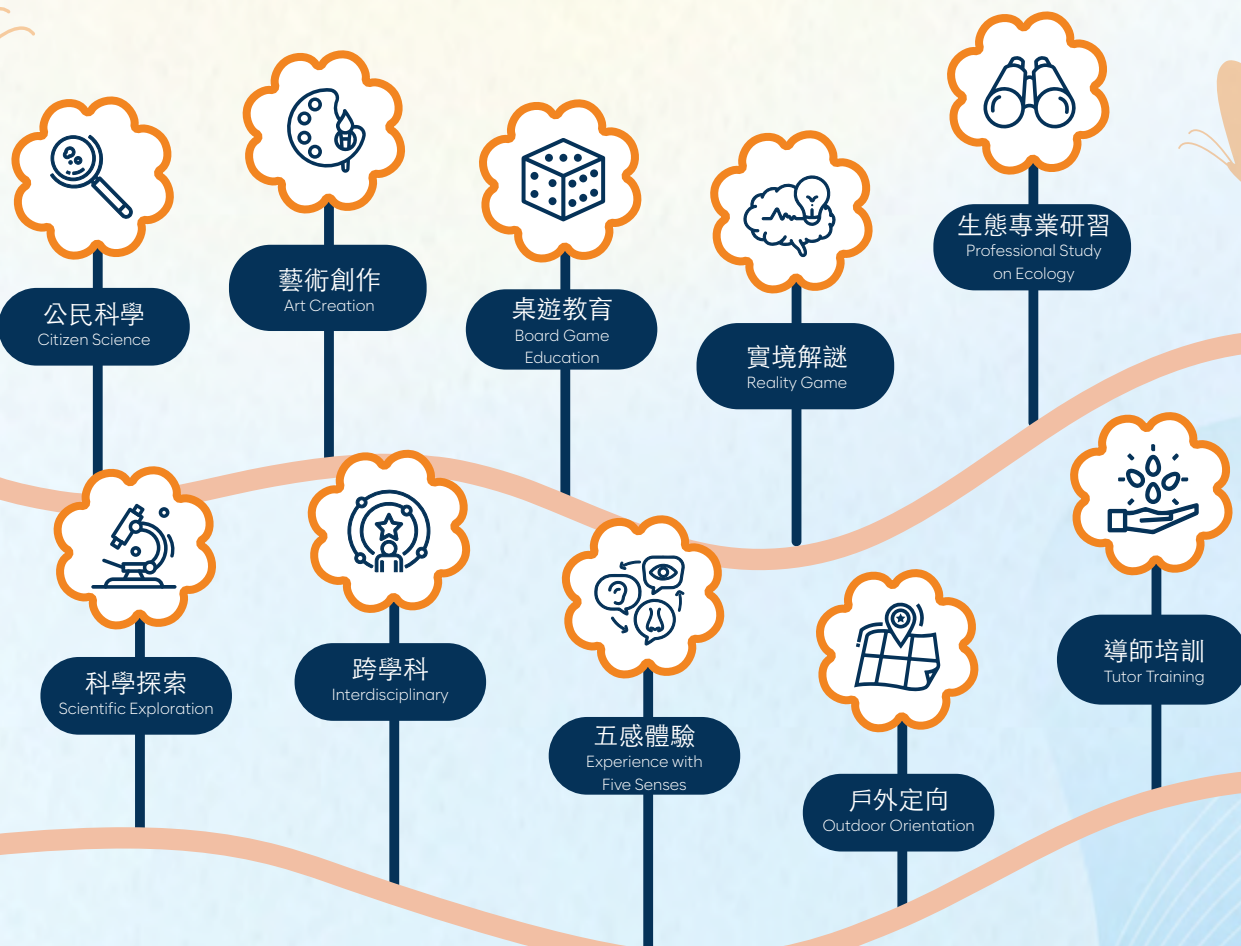 公民科學
Citizen Science
藝術創作
Art Creation
桌遊教育
Board Game
Education
實境解謎
Reality Game
生態專業研習
Professional Study
on Ecology
科學探索
Scientific Exploration
跨學科
Interdisciplinary
五感體驗
Experience with
Five Senses
戶外定向
Outdoor Orientation
導師培訓
Tutor Training